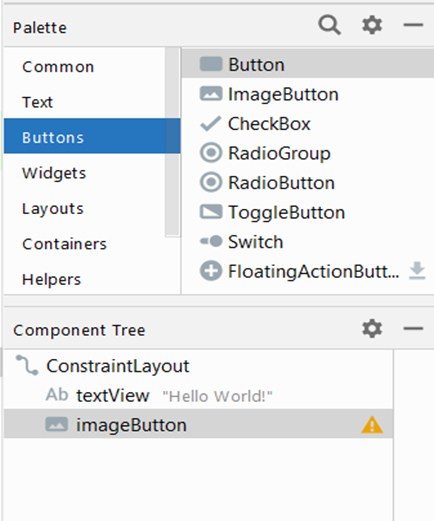 Palette
Common
Text
Buttons
Widgets
Layouts
Containers
Helpers
Button
ImageButton
CheckBox
RadioGroup
RadioButton
ToggleButton
Switch
FloatingActionButt...
Component Tree
ConstraintLayout
Ab textView "Hello World!"
imageButton